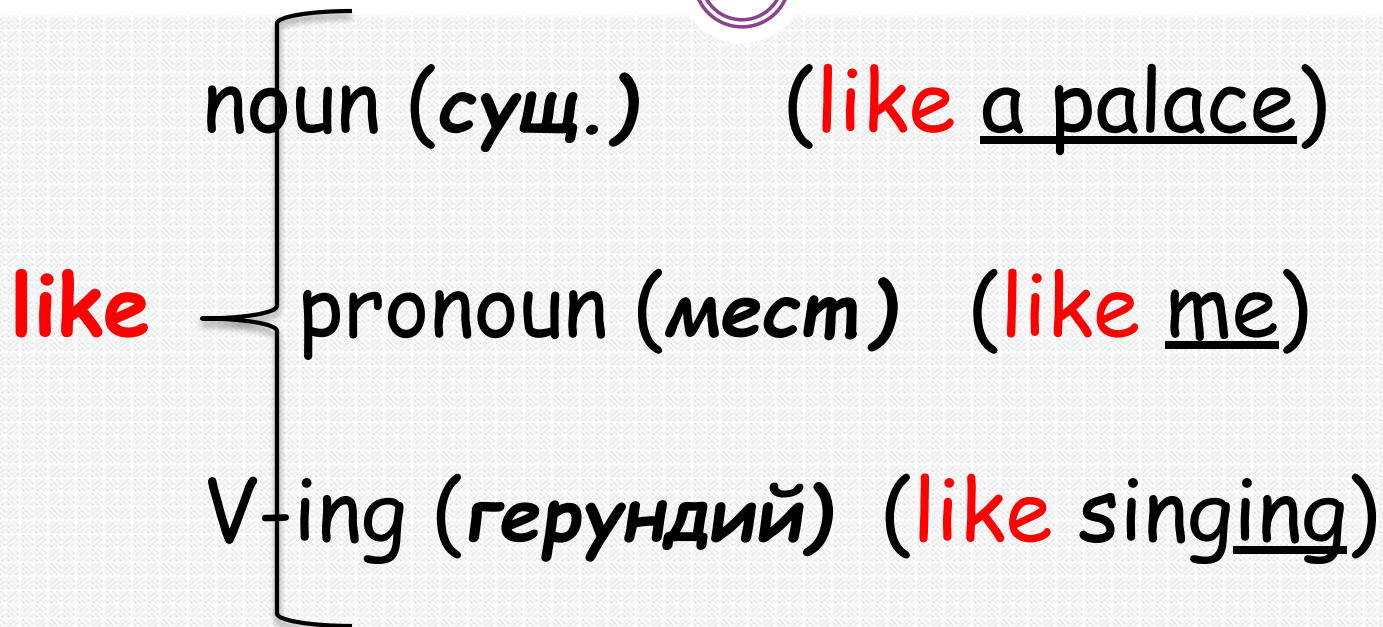 noun (сущ.) (like a palace)
like pronoun (мест) (like me)
V-ing (герундий) (like singing)